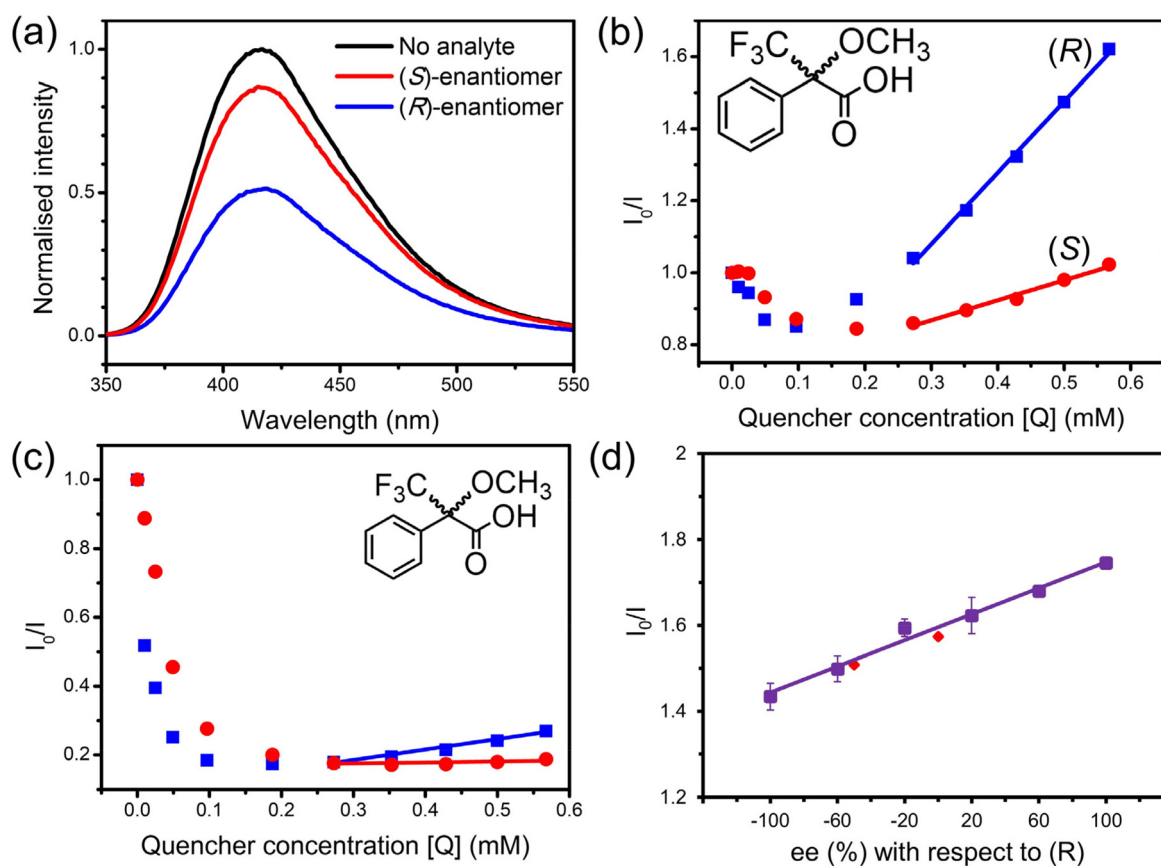 (a)
No analyte
(S)-enantiomer
(R)-enantiomer
Normalised intensity
1.0
0.5
0.0
350 400 450 500 550
Wavelength (nm)
(b)
F3C OCH3
OH
O
(R)
(S)
I0/I
1.6
1.4
1.2
1.0
0.8
0.0 0.1 0.2 0.3 0.4 0.5 0.6
Quencher concentration [Q] (mM)
(c)
F3C OCH3
OH
O
I0/I
1.0
0.8
0.6
0.4
0.2
0.0 0.1 0.2 0.3 0.4 0.5 0.6
Quencher concentration [Q] (mM)
(d)
I0/I
2
1.8
1.6
1.4
1.2
-100 -60 -20 20 60 100
ee (%) with respect to (R)